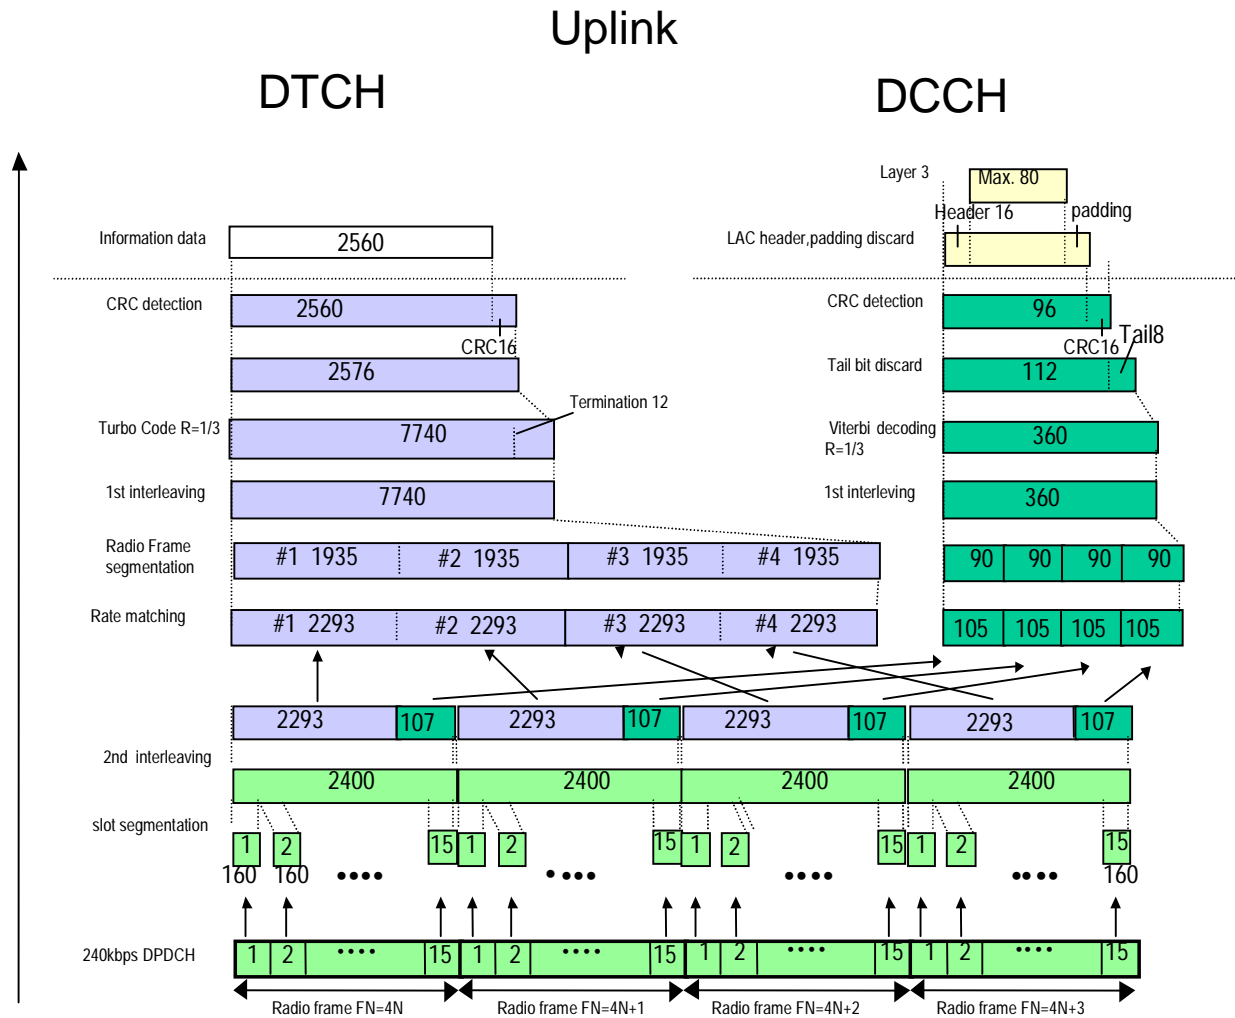 Uplink
DTCH
DCCH
Layer 3
Max. 80
Header 16
padding
Information data
2560
LAC header,padding discard
CRC detection
2560
CRC16
CRC detection
96
CRC16
Tail8
2576
Tail bit discard
112
Termination 12
Turbo Code R=1/3
7740
Viterbi decoding
R=1/3
360
1st interleaving
7740
1st interleving
360
Radio Frame
segmentation
#1 1935
#2 1935
#3 1935
#4 1935
90
90
90
90
Rate matching
#1 2293
#2 2293
#3 2293
#4 2293
105
105
105
105
2293
107
2293
107
2293
107
2293
107
2nd interleaving
2400
2400
2400
2400
slot segmentation
1
2
15
1
2
15
1
2
15
1
2
15
160
160
••••
••••
••••
••••
160
240kbps DPDCH
1
2
••••
15
1
2
••••
15
1
2
••••
15
1
2
••••
15
Radio frame FN=4N
Radio frame FN=4N+1
Radio frame FN=4N+2
Radio frame FN=4N+3